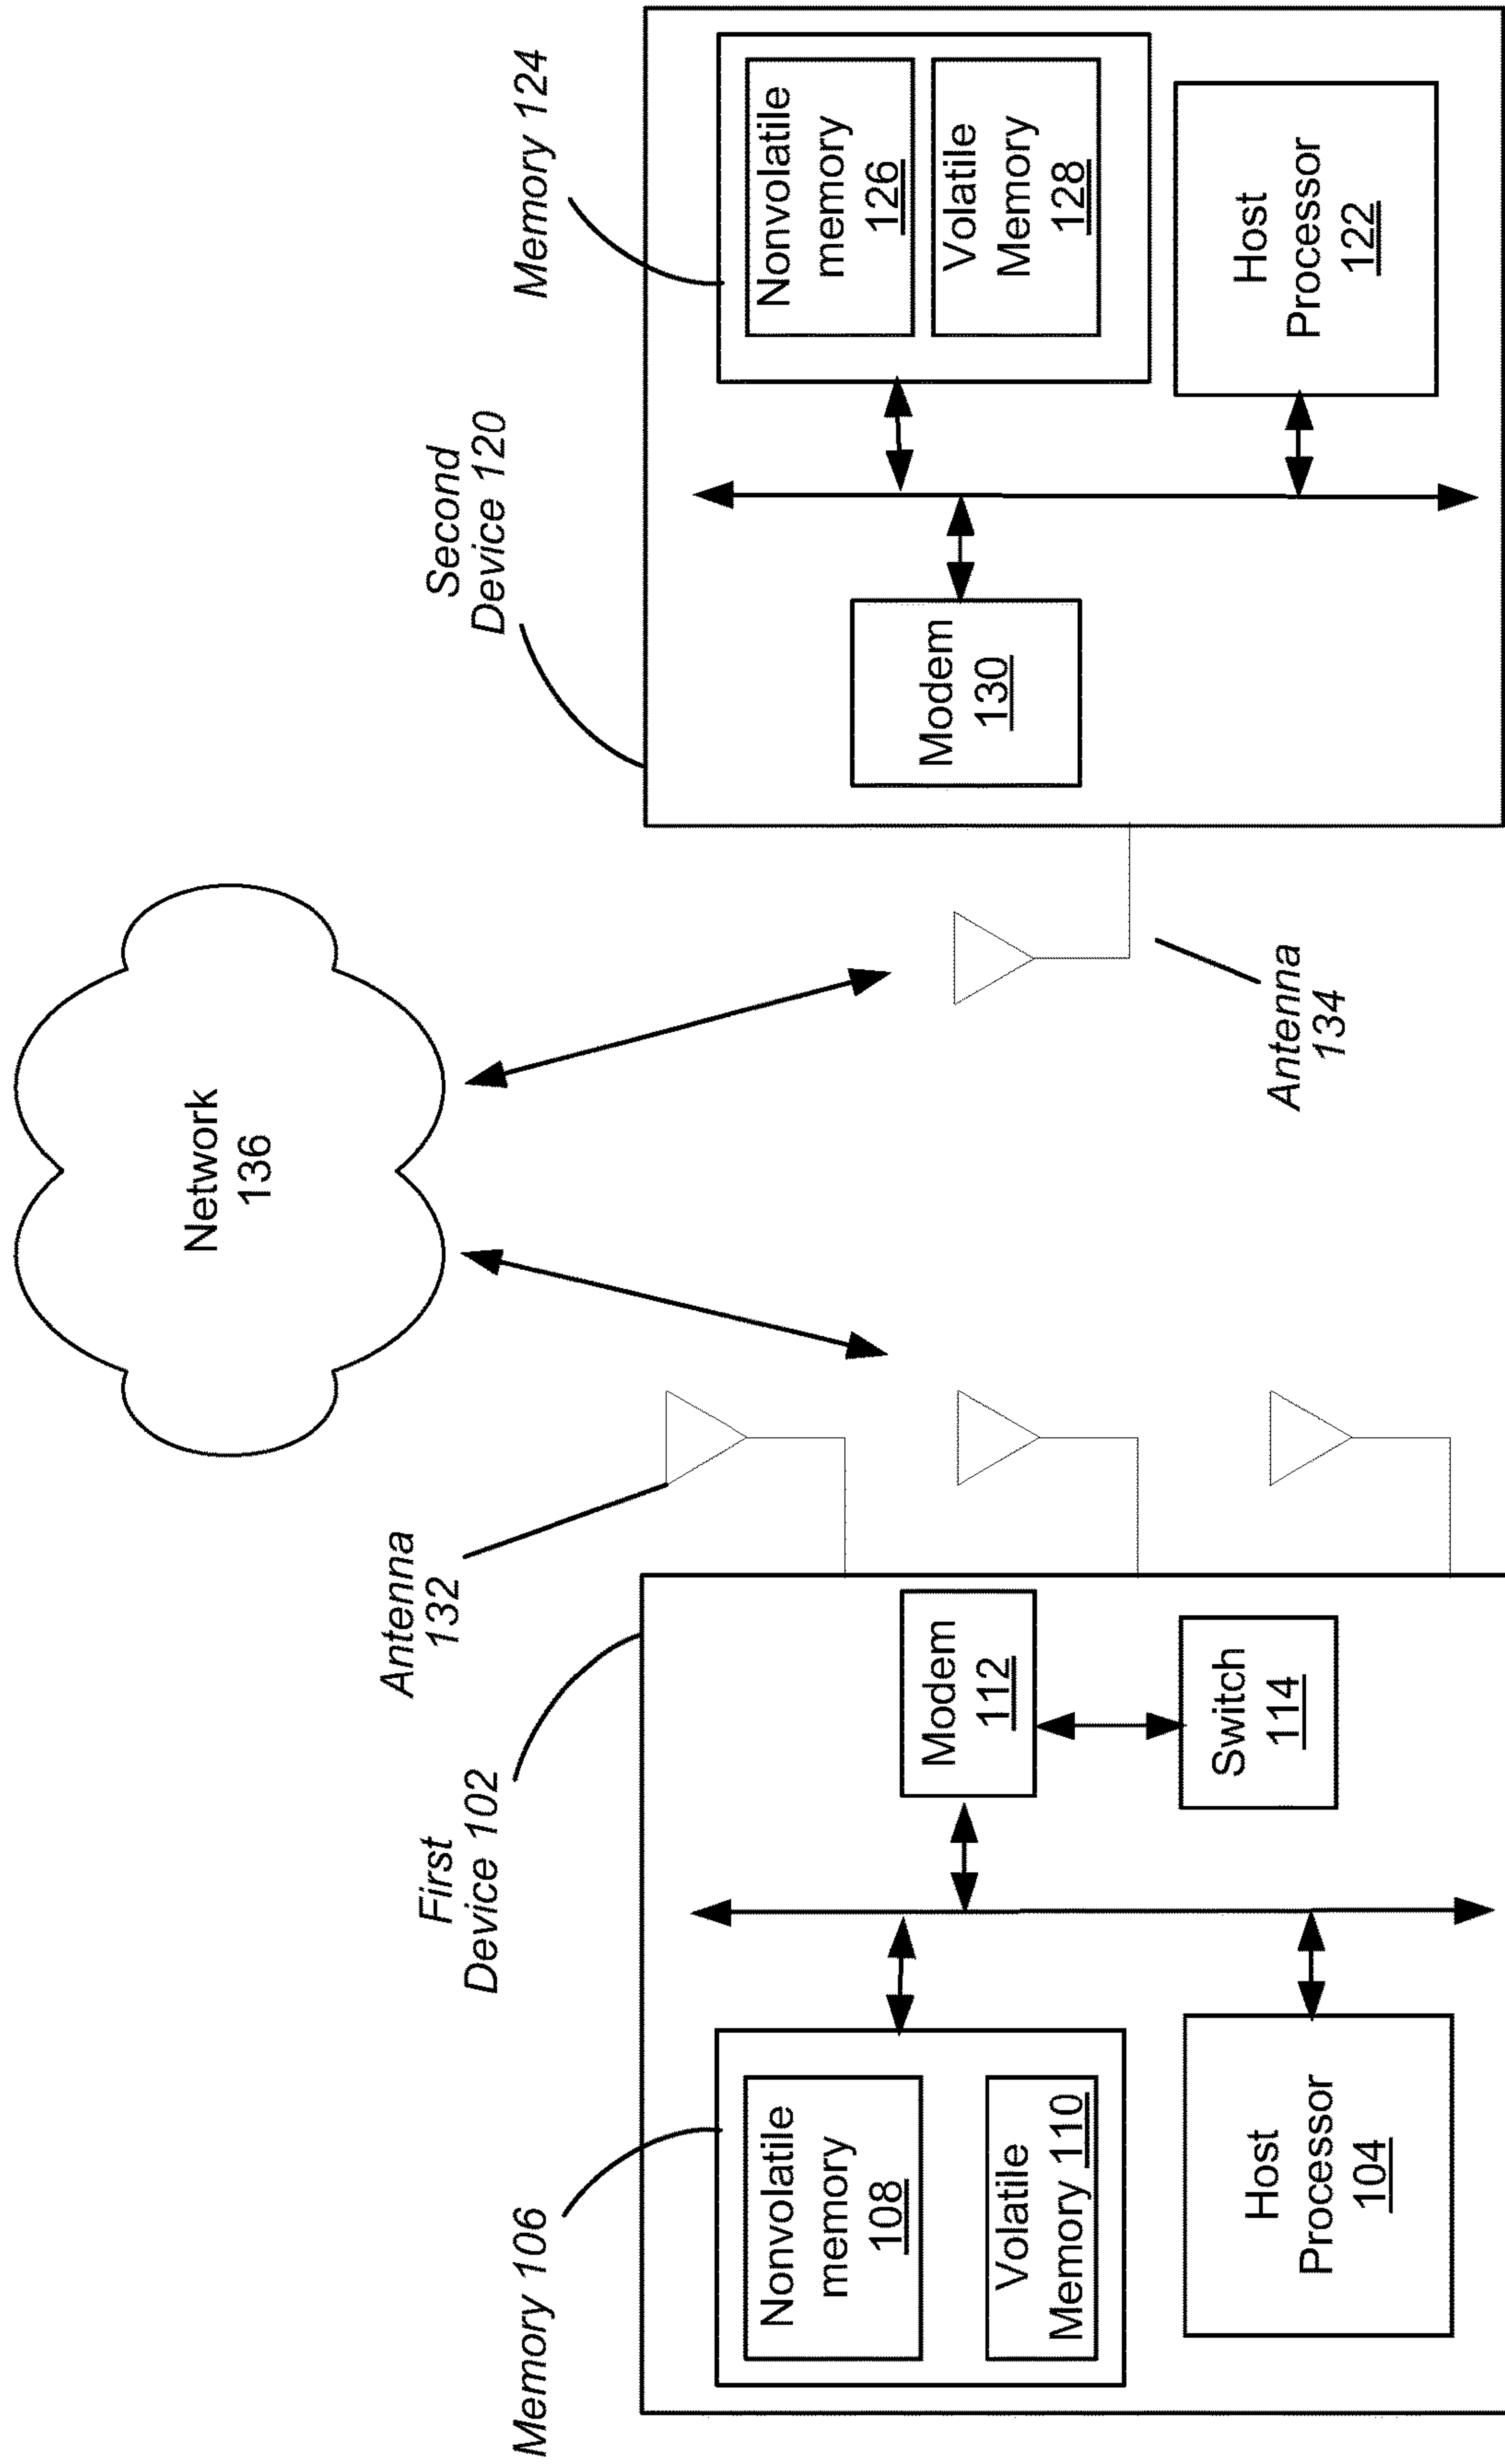 Network
136
Antenna
132
First
Device 102
Memory 106
Nonvolatile
memory
108
Volatile
Memory 110
Host
Processor
104
Modem
112
Switch
114
Antenna
134
Second
Device 120
Memory 124
Modem
130
Nonvolatile
memory
126
Volatile
Memory
128
Host
Processor
122